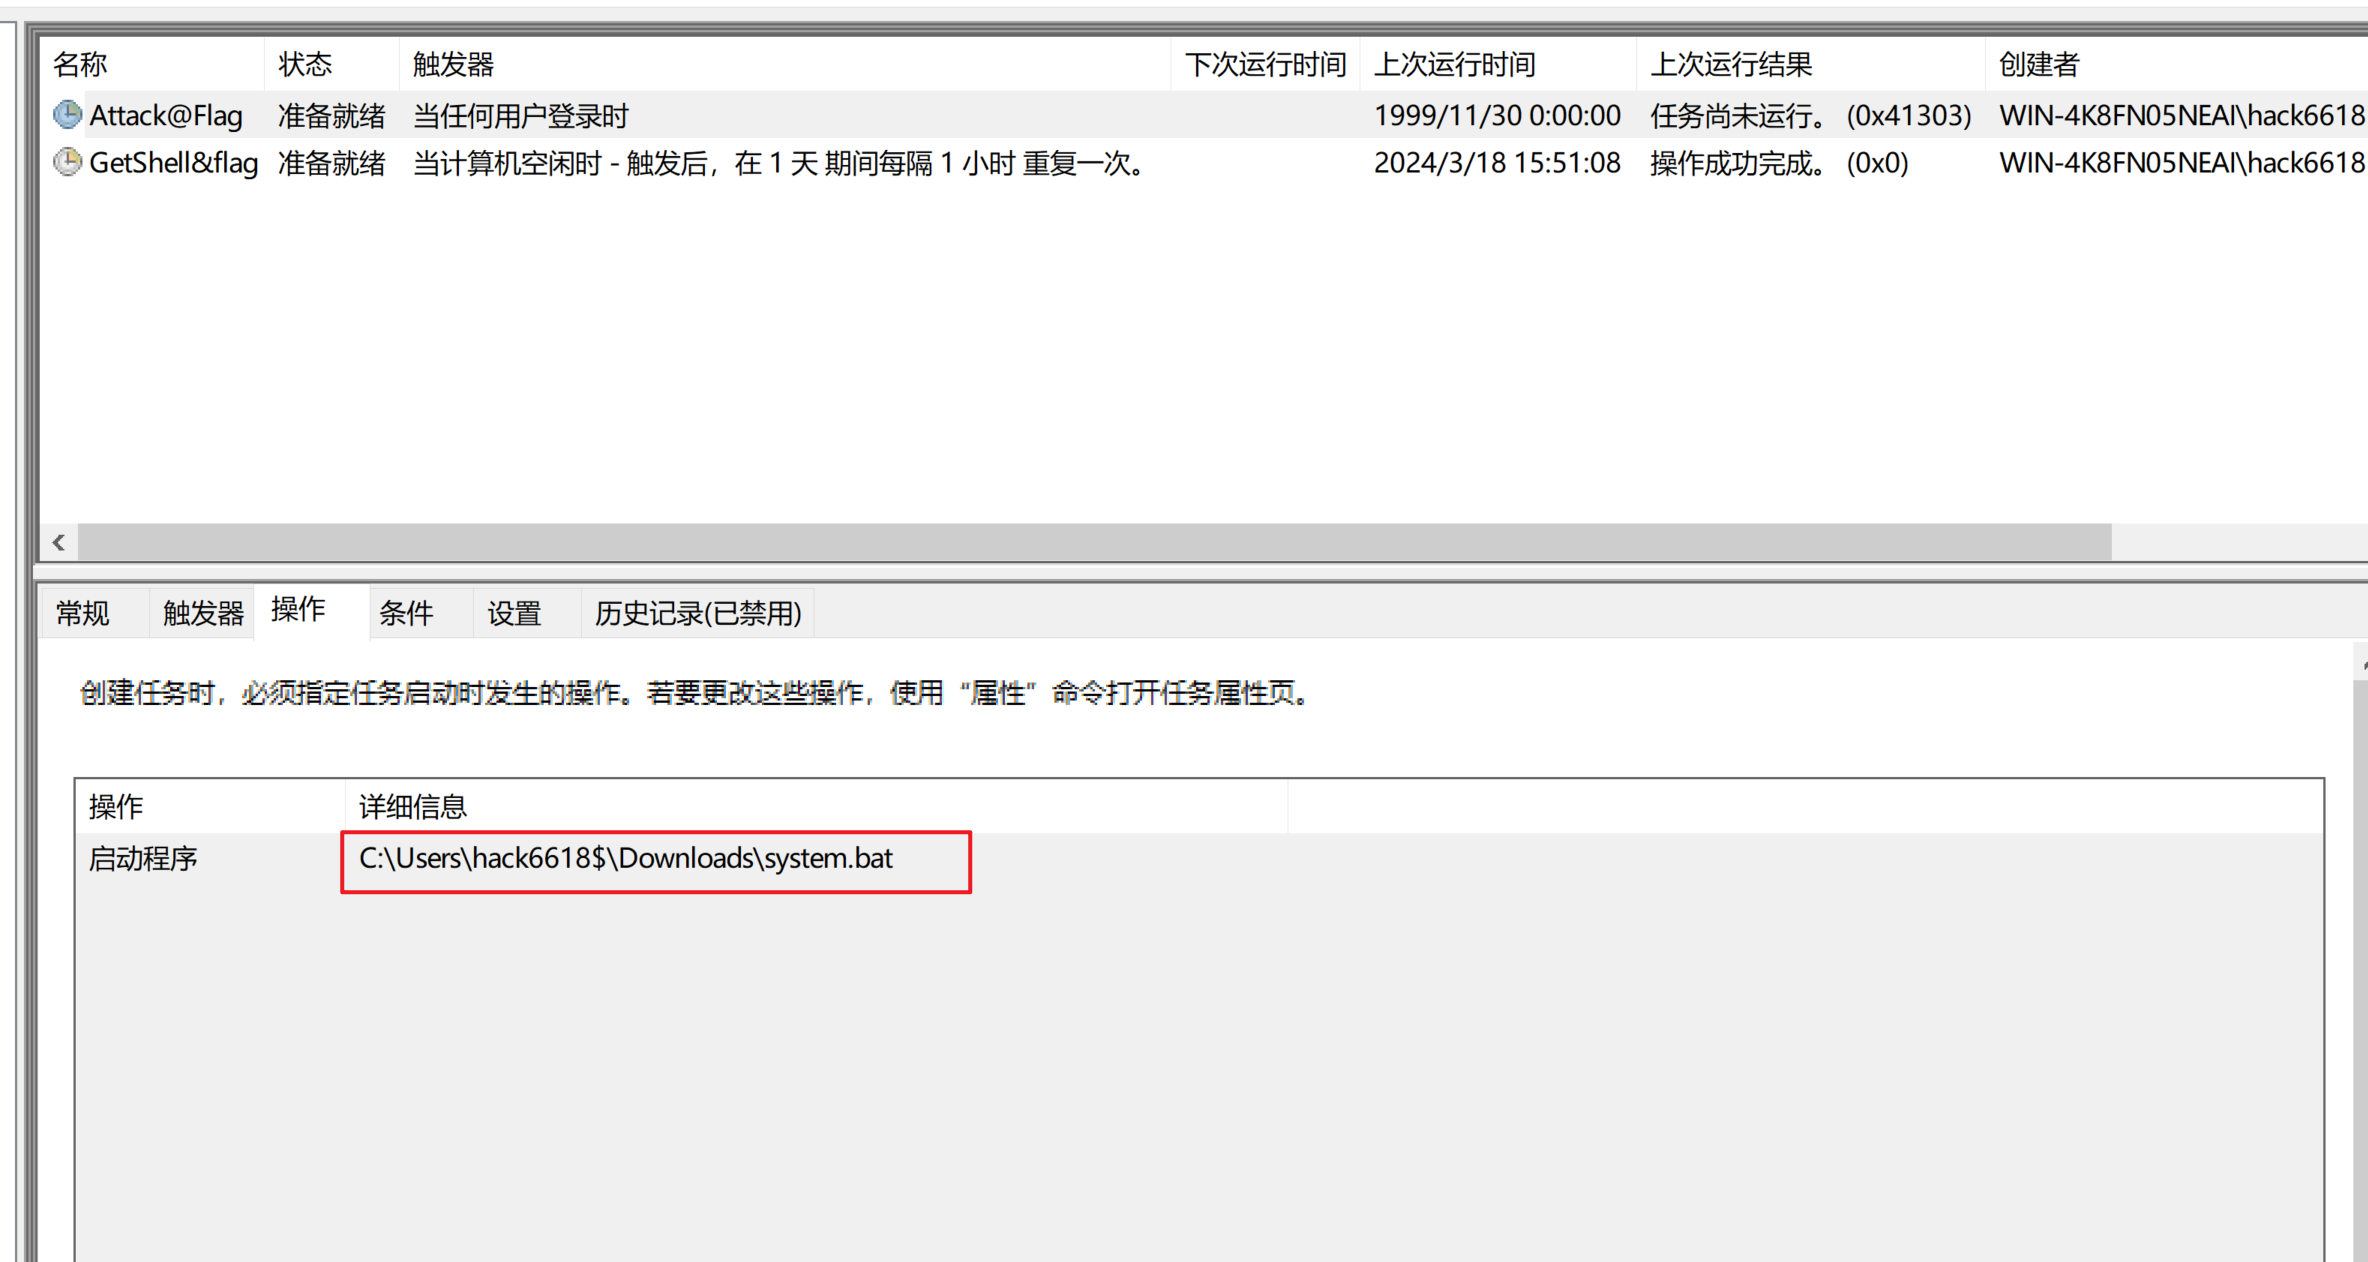 名称 状态 触发器 下次运行时间 上次运行时间 上次运行结果 创建者
Attack@Flag 准备就绪 当任何用户登录时 1999/11/30 0:00:00 任务尚未运行。 (0x41303) WIN-4K8FN05NEAI\hack6618
GetShell&flag 准备就绪 当计算机空闲时 - 触发后，在 1 天 期间每隔 1 小时 重复一次。 2024/3/18 15:51:08 操作成功完成。 (0x0) WIN-4K8FN05NEAI\hack6618
常规 触发器 操作 条件 设置 历史记录(已禁用)
创建任务时，必须指定任务启动时发生的操作。若要更改这些操作，使用“属性”命令打开任务属性页。
操作 详细信息
启动程序 C:\Users\hack6618$\Downloads\system.bat